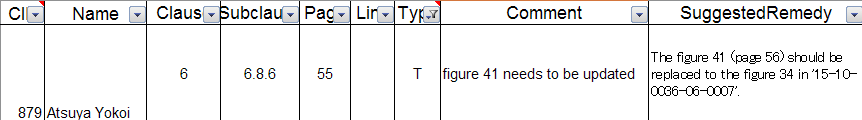 CI Name Claus Subclau Pag Lin Typ Comment SuggestedRemedy
The figure 41 (page 56) should be
6 6.8.6 55 T figure 41 needs to be updated replaced to the figure 34 in '15-10-
0036-06-0007'.
879 Atsuya Yokoi